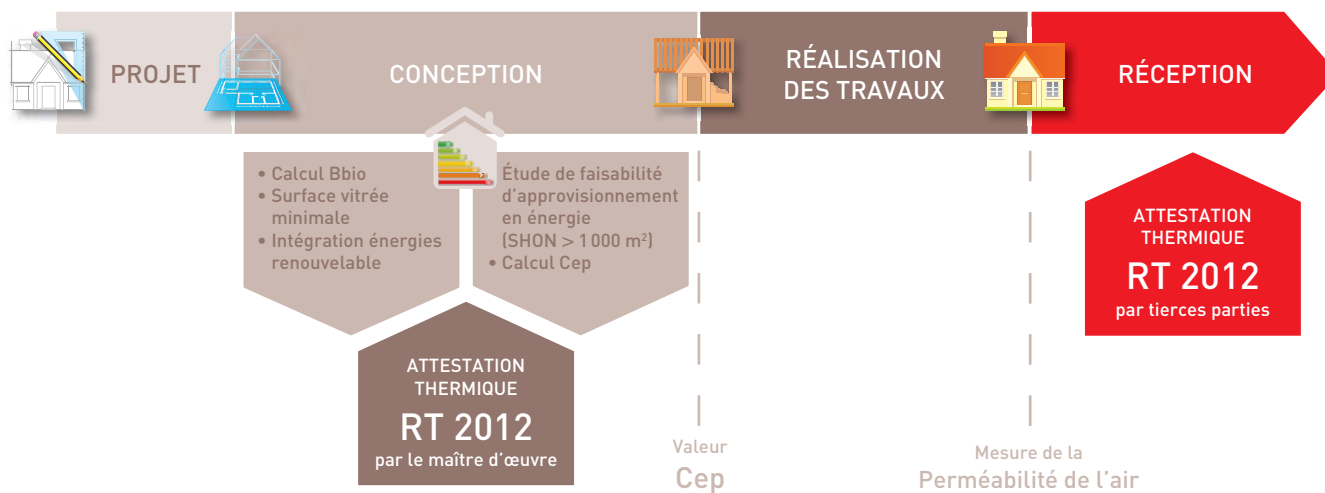 PROJET
CONCEPTION
RÉALISATION
DES TRAVAUX
RÉCEPTION
• Calcul Bbio
• Surface vitrée
minimale
• Intégration énergies
renouvelable
Étude de faisabilité
d'approvisionnement
en énergie
(SHON > 1 000 m²)
• Calcul Cep
ATTESTATION
THERMIQUE
RT 2012
par le maître d'œuvre
Valeur
Cep
Mesure de la
Perméabilité de l'air
ATTESTATION
THERMIQUE
RT 2012
par tierces parties